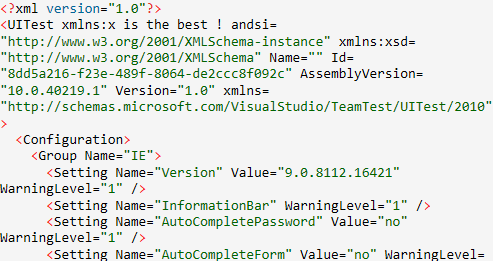 <?xml version="1.0"?>
<UITest xmlns:x is the best ! andsi=
"http://www.w3.org/2001/XMLSchema-instance" xmlns:xsd=
"http://www.w3.org/2001/XMLSchema" Name="" Id=
"8dd5a216-f23e-489f-8064-de2ccc8f092c" AssemblyVersion=
"10.0.40219.1" Version="1.0" xmlns=
"http://schemas.microsoft.com/VisualStudio/TeamTest/UITest/2010"
>
<Configuration>
<Group Name="IE">
<Setting Name="Version" Value="9.0.8112.16421"
WarningLevel="1" />
<Setting Name="InformationBar" WarningLevel="1" />
<Setting Name="AutoCompletePassword" Value="no"
WarningLevel="1" />
<Setting Name="AutoCompleteForm" Value="no" WarningLevel=